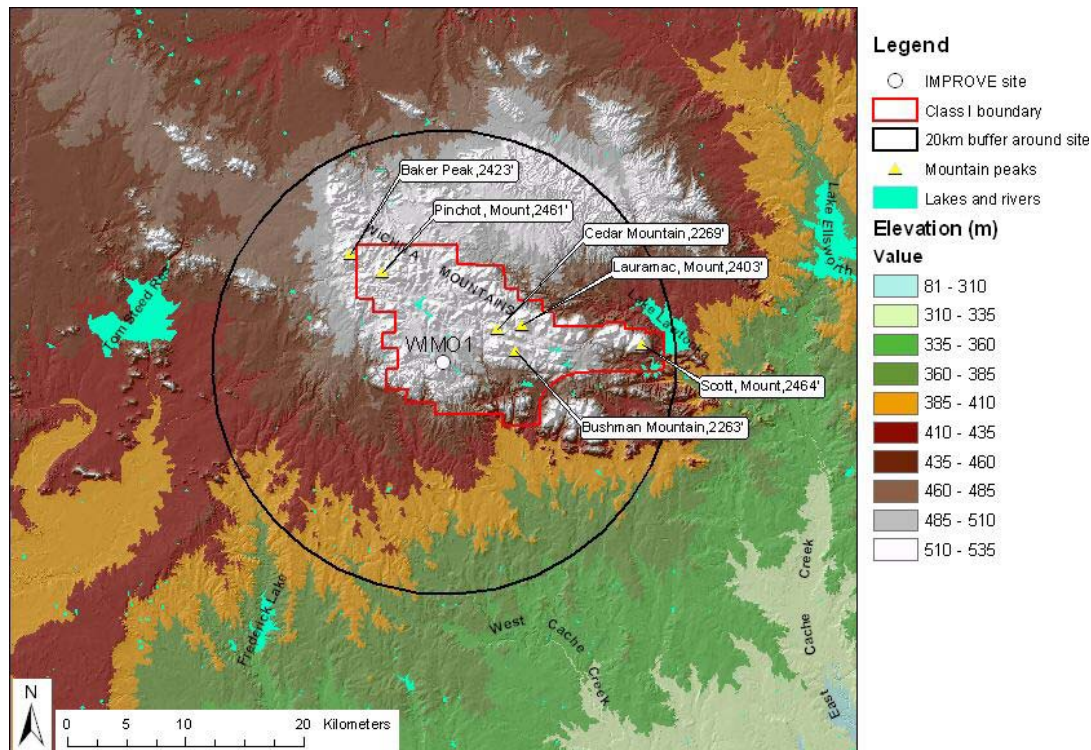 Baker Peak,2423'
Pinchot, Mount,2461'
Cedar Mountain,2269'
Lauramac, Mount,2403'
WICHITA
MOUNTAINS
Lake Ellsworth
Tom Steed Rsvr
Lake Lawtonka
WIMO1
Scott, Mount,2464'
Bushman Mountain,2263'
Frederick Lake
West Cache Creek
East Cache Creek
N
0 5 10 20 Kilometers
Legend
IMPROVE site
Class I boundary
20km buffer around site
Mountain peaks
Lakes and rivers
Elevation (m)
Value
81 - 310
310 - 335
335 - 360
360 - 385
385 - 410
410 - 435
435 - 460
460 - 485
485 - 510
510 - 535